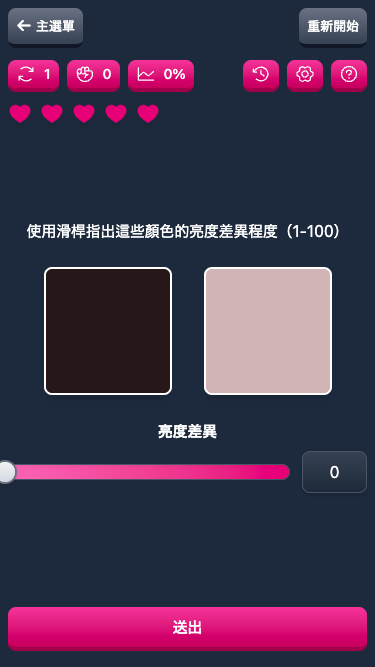 主選單
重新開始
1
0
0%
使用滑桿指出這些顏色的亮度差異程度（1-100）
亮度差異
0
送出